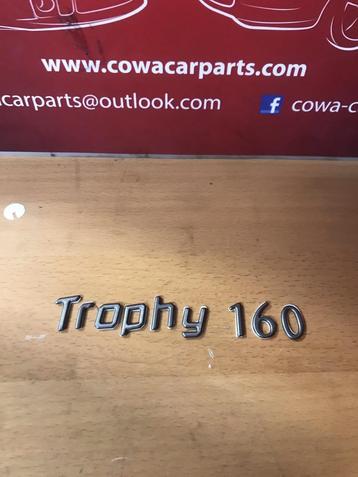 www.cowacarparts.com
carparts@outlook.com f cowa-c
Trophy 160